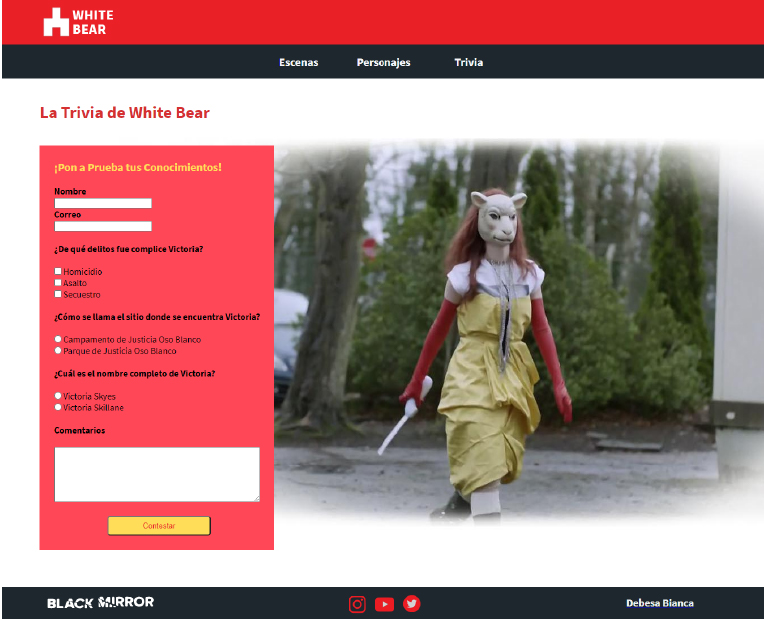 WHITE
BEAR
Escenas Personajes Trivia
La Trivia de White Bear
¡Pon a Prueba tus Conocimientos!
Nombre
Correo
¿De qué delitos fue complice Victoria?
Homicidio
Asalto
Secuestro
¿Cómo se llama el sitio donde se encuentra Victoria?
Campamento de Justicia Oso Blanco
Parque de Justicia Oso Blanco
¿Cuál es el nombre completo de Victoria?
Victoria Skyes
Victoria Skillane
Comentarios
Contestar
BLACK MIRROR
Debesa Bianca